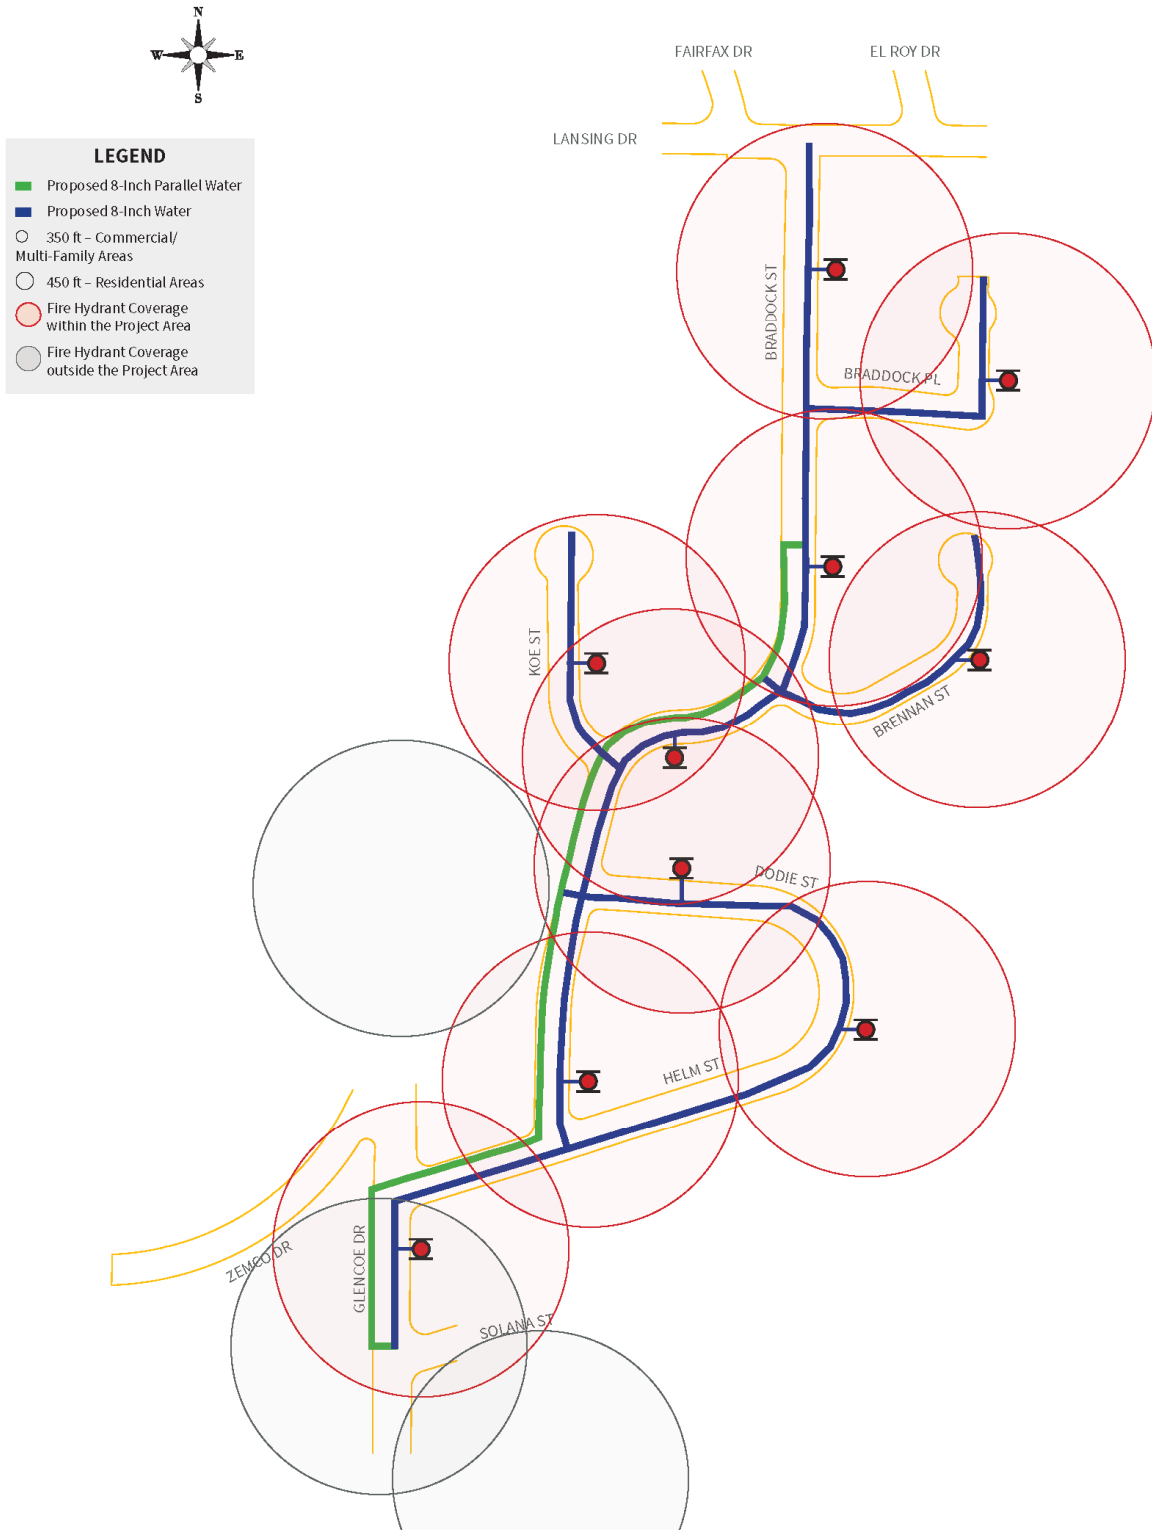 N
W E
S
FAIRFAX DR
EL ROY DR
LANSING DR
LEGEND
Proposed 8-Inch Parallel Water
Proposed 8-Inch Water
350 ft – Commercial/
Multi-Family Areas
450 ft – Residential Areas
Fire Hydrant Coverage
within the Project Area
Fire Hydrant Coverage
outside the Project Area
BRADDOCK ST
BRADDOCK PL
KOE ST
BRENNAN ST
DODIE ST
HELM ST
ZEMCO DR
GLENCOE DR
SOLANA ST